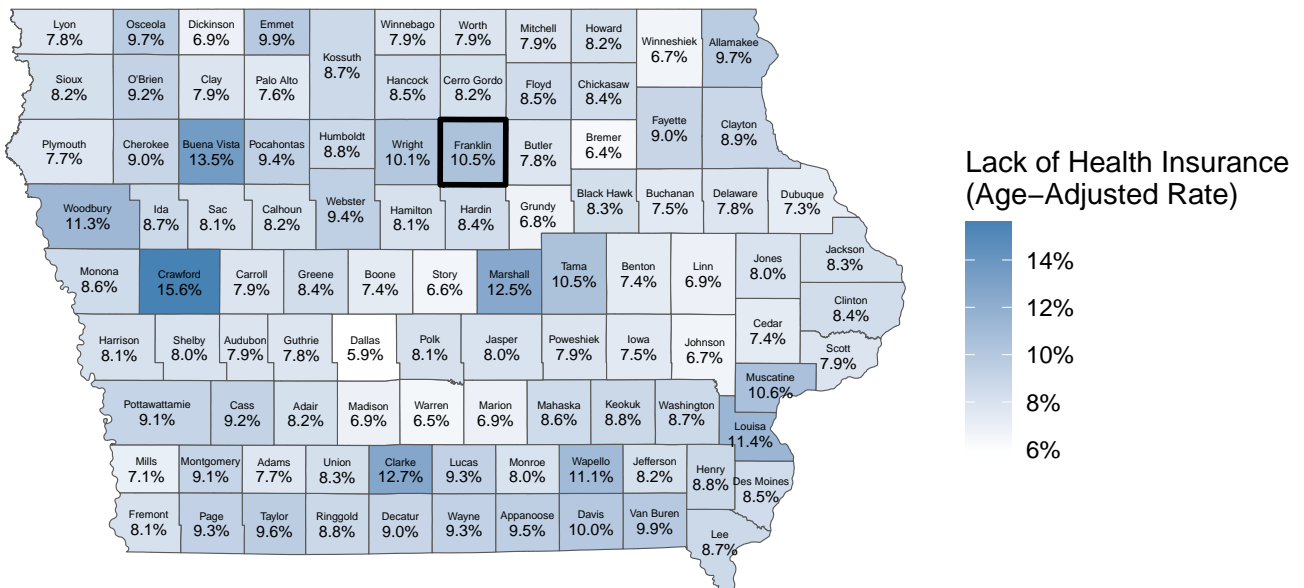 Lyon
7.8%
Osceola
9.7%
Dickinson
6.9%
Emmet
9.9%
Kossuth
8.7%
Winnebago
7.9%
Worth
7.9%
Mitchell
7.9%
Howard
8.2%
Winneshiek
6.7%
Allamakee
9.7%
Sioux
8.2%
O'Brien
9.2%
Clay
7.9%
Palo Alto
7.6%
Hancock
8.5%
Cerro Gordo
8.2%
Floyd
8.5%
Chickasaw
8.4%
Fayette
9.0%
Clayton
8.9%
Plymouth
7.7%
Cherokee
9.0%
Buena Vista
13.5%
Pocahontas
9.4%
Humboldt
8.8%
Wright
10.1%
Franklin
10.5%
Butler
7.8%
Bremer
6.4%
Woodbury
11.3%
Ida
8.7%
Sac
8.1%
Calhoun
8.2%
Webster
9.4%
Hamilton
8.1%
Hardin
8.4%
Grundy
6.8%
Black Hawk
8.3%
Buchanan
7.5%
Delaware
7.8%
Dubuque
7.3%
Monona
8.6%
Crawford
15.6%
Carroll
7.9%
Greene
8.4%
Boone
7.4%
Story
6.6%
Marshall
12.5%
Tama
10.5%
Benton
7.4%
Linn
6.9%
Jones
8.0%
Jackson
8.3%
Clinton
8.4%
Harrison
8.1%
Shelby
8.0%
Audubon
7.9%
Guthrie
7.8%
Dallas
5.9%
Polk
8.1%
Jasper
8.0%
Poweshiek
7.9%
Iowa
7.5%
Johnson
6.7%
Cedar
7.4%
Scott
7.9%
Muscatine
10.6%
Pottawattamie
9.1%
Cass
9.2%
Adair
8.2%
Madison
6.9%
Warren
6.5%
Marion
6.9%
Mahaska
8.6%
Keokuk
8.8%
Washington
8.7%
Louisa
11.4%
Mills
7.1%
Montgomery
9.1%
Adams
7.7%
Union
8.3%
Clarke
12.7%
Lucas
9.3%
Monroe
8.0%
Wapello
11.1%
Jefferson
8.2%
Henry
8.8%
Des Moines
8.5%
Fremont
8.1%
Page
9.3%
Taylor
9.6%
Ringgold
8.8%
Decatur
9.0%
Wayne
9.3%
Appanoose
9.5%
Davis
10.0%
Van Buren
9.9%
Lee
8.7%
Lack of Health Insurance
(Age−Adjusted Rate)
14%
12%
10%
8%
6%